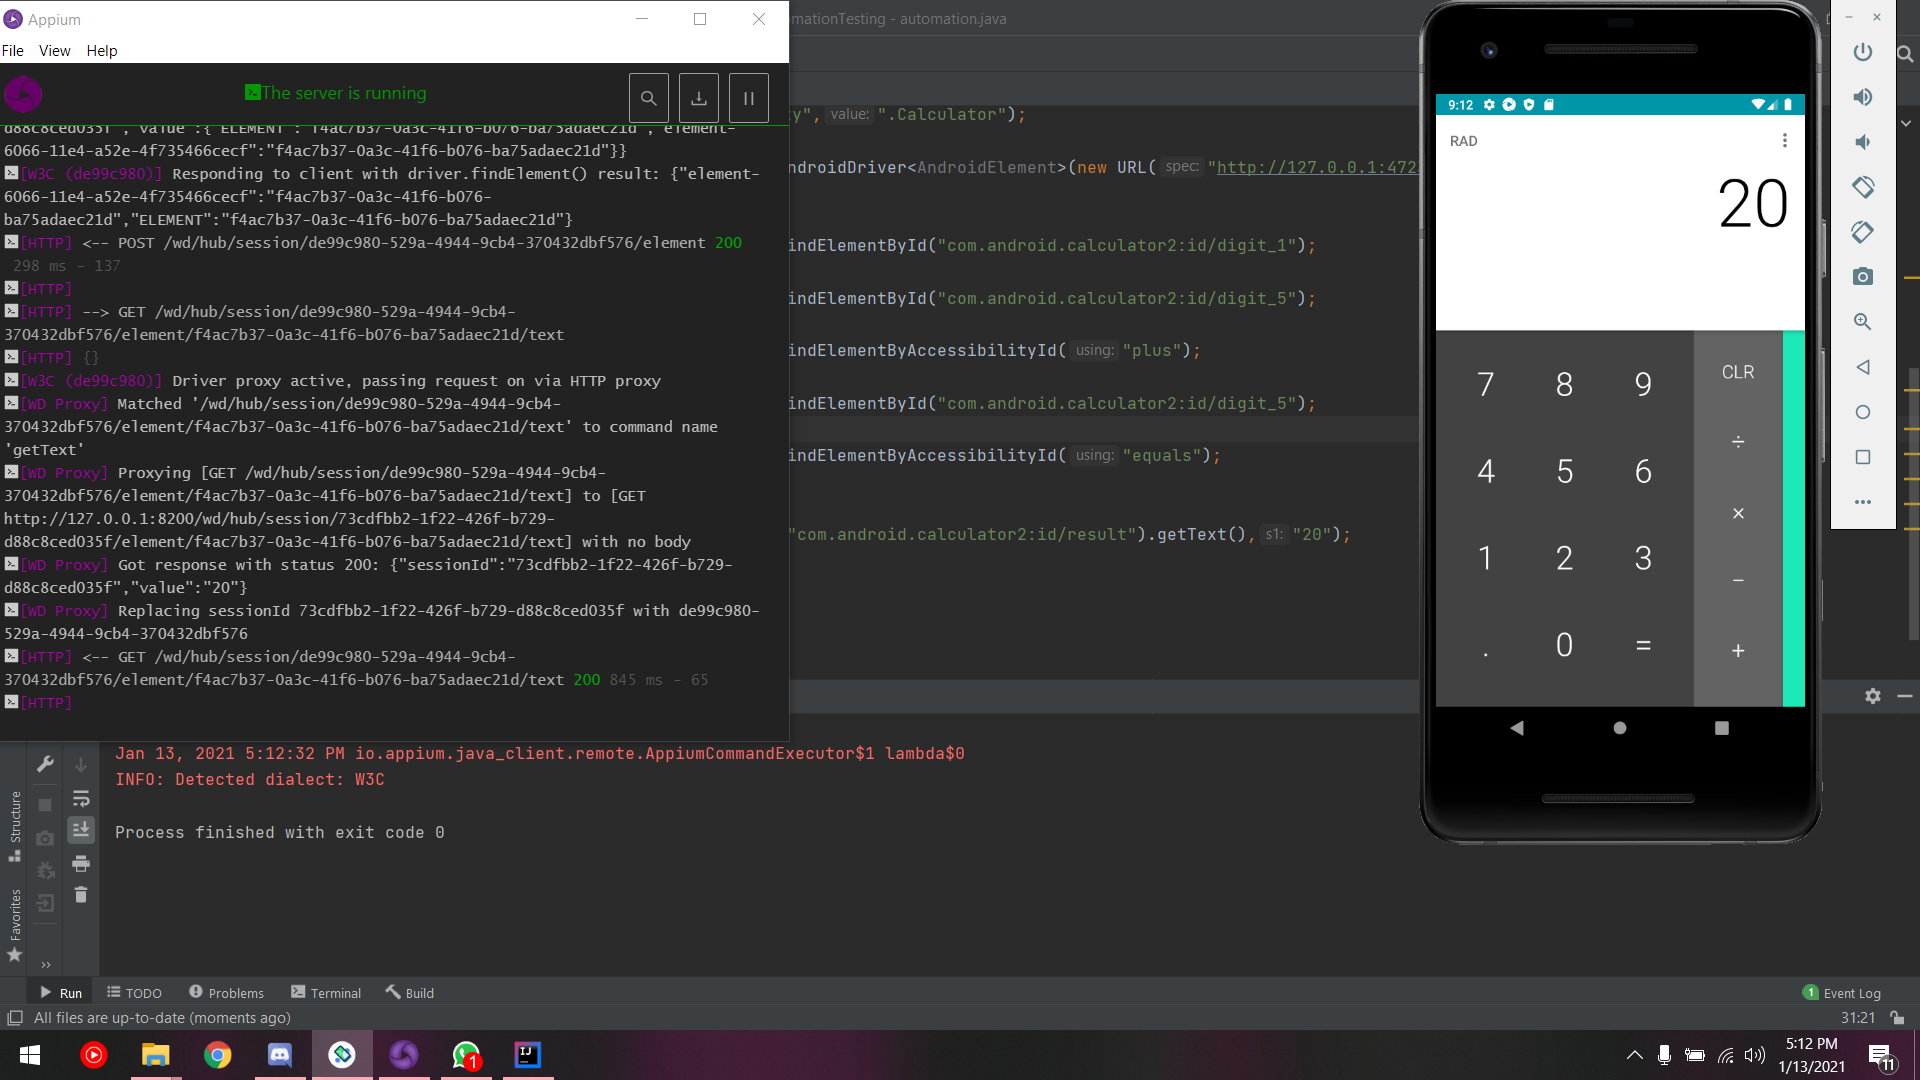 Appium
File View Help
The server is running
d88c8ced035f","value":{"ELEMENT":"f4ac7b37-0a3c-41f6-b076-ba75adaec21d","element-
6066-11e4-a52e-4f735466cecf":"f4ac7b37-0a3c-41f6-b076-ba75adaec21d"}}
[W3C (de99c980)] Responding to client with driver.findElement() result: {"element-
6066-11e4-a52e-4f735466cecf":"f4ac7b37-0a3c-41f6-b076-
ba75adaec21d","ELEMENT":"f4ac7b37-0a3c-41f6-b076-ba75adaec21d"}
[HTTP] <-- POST /wd/hub/session/de99c980-529a-4944-9cb4-370432dbf576/element 200
298 ms - 137
[HTTP]
[HTTP] --> GET /wd/hub/session/de99c980-529a-4944-9cb4-
370432dbf576/element/f4ac7b37-0a3c-41f6-b076-ba75adaec21d/text
[HTTP] {}
[W3C (de99c980)] Driver proxy active, passing request on via HTTP proxy
[WD Proxy] Matched '/wd/hub/session/de99c980-529a-4944-9cb4-
370432dbf576/element/f4ac7b37-0a3c-41f6-b076-ba75adaec21d/text' to command name
'getText'
[WD Proxy] Proxying [GET /wd/hub/session/de99c980-529a-4944-9cb4-
370432dbf576/element/f4ac7b37-0a3c-41f6-b076-ba75adaec21d/text] to [GET
http://127.0.0.1:8200/wd/hub/session/73cdfbb2-1f22-426f-b729-
d88c8ced035f/element/f4ac7b37-0a3c-41f6-b076-ba75adaec21d/text] with no body
[WD Proxy] Got response with status 200: {"sessionId":"73cdfbb2-1f22-426f-b729-
d88c8ced035f","value":"20"}
[WD Proxy] Replacing sessionId 73cdfbb2-1f22-426f-b729-d88c8ced035f with de99c980-
529a-4944-9cb4-370432dbf576
[HTTP] <-- GET /wd/hub/session/de99c980-529a-4944-9cb4-
370432dbf576/element/f4ac7b37-0a3c-41f6-b076-ba75adaec21d/text 200 845 ms - 65
[HTTP]
mationTesting - automation.java
y", value: ".Calculator");
ndroidDriver<AndroidElement>(new URL( spec: "http://127.0.0.1:472
indElementById("com.android.calculator2:id/digit_1");
indElementById("com.android.calculator2:id/digit_5");
indElementByAccessibilityId( using: "plus");
indElementById("com.android.calculator2:id/digit_5");
indElementByAccessibilityId( using: "equals");
"com.android.calculator2:id/result").getText(), s1: "20");
9:12
RAD
20
7 8 9 CLR
÷
4 5 6
×
1 2 3
−
. 0 = +
Jan 13, 2021 5:12:32 PM io.appium.java_client.remote.AppiumCommandExecutor$1 lambda$0
INFO: Detected dialect: W3C
Process finished with exit code 0
Structure
Favorites
Run TODO Problems Terminal Build 1 Event Log
All files are up-to-date (moments ago) 31:21
1 IJ 5:12 PM
1/13/2021 11